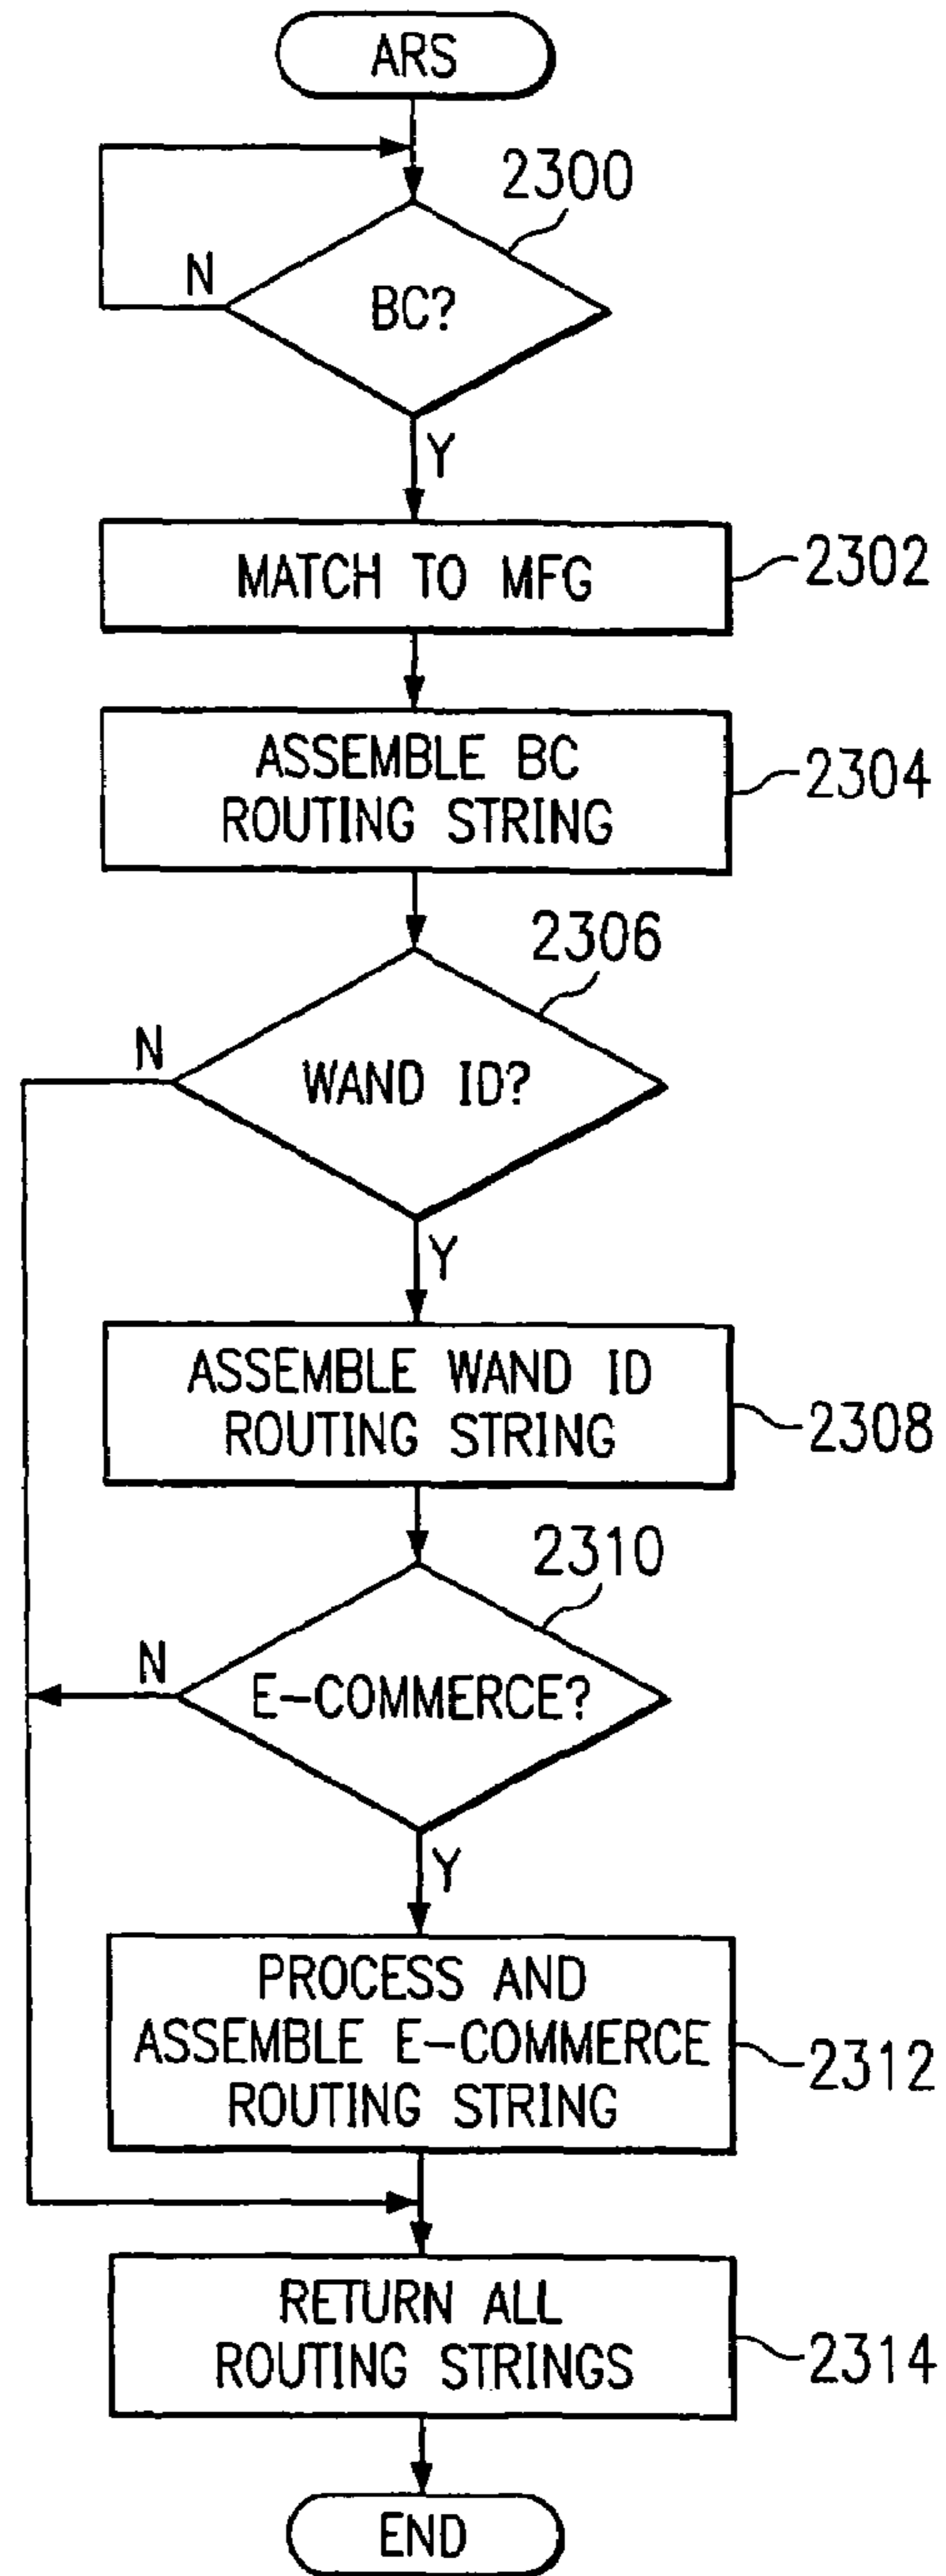 ARS
2300
N
BC?
Y
MATCH TO MFG
2302
ASSEMBLE BC
ROUTING STRING
2304
2306
N
WAND ID?
Y
ASSEMBLE WAND ID
ROUTING STRING
2308
2310
N
E-COMMERCE?
Y
PROCESS AND
ASSEMBLE E-COMMERCE
ROUTING STRING
2312
RETURN ALL
ROUTING STRINGS
2314
END